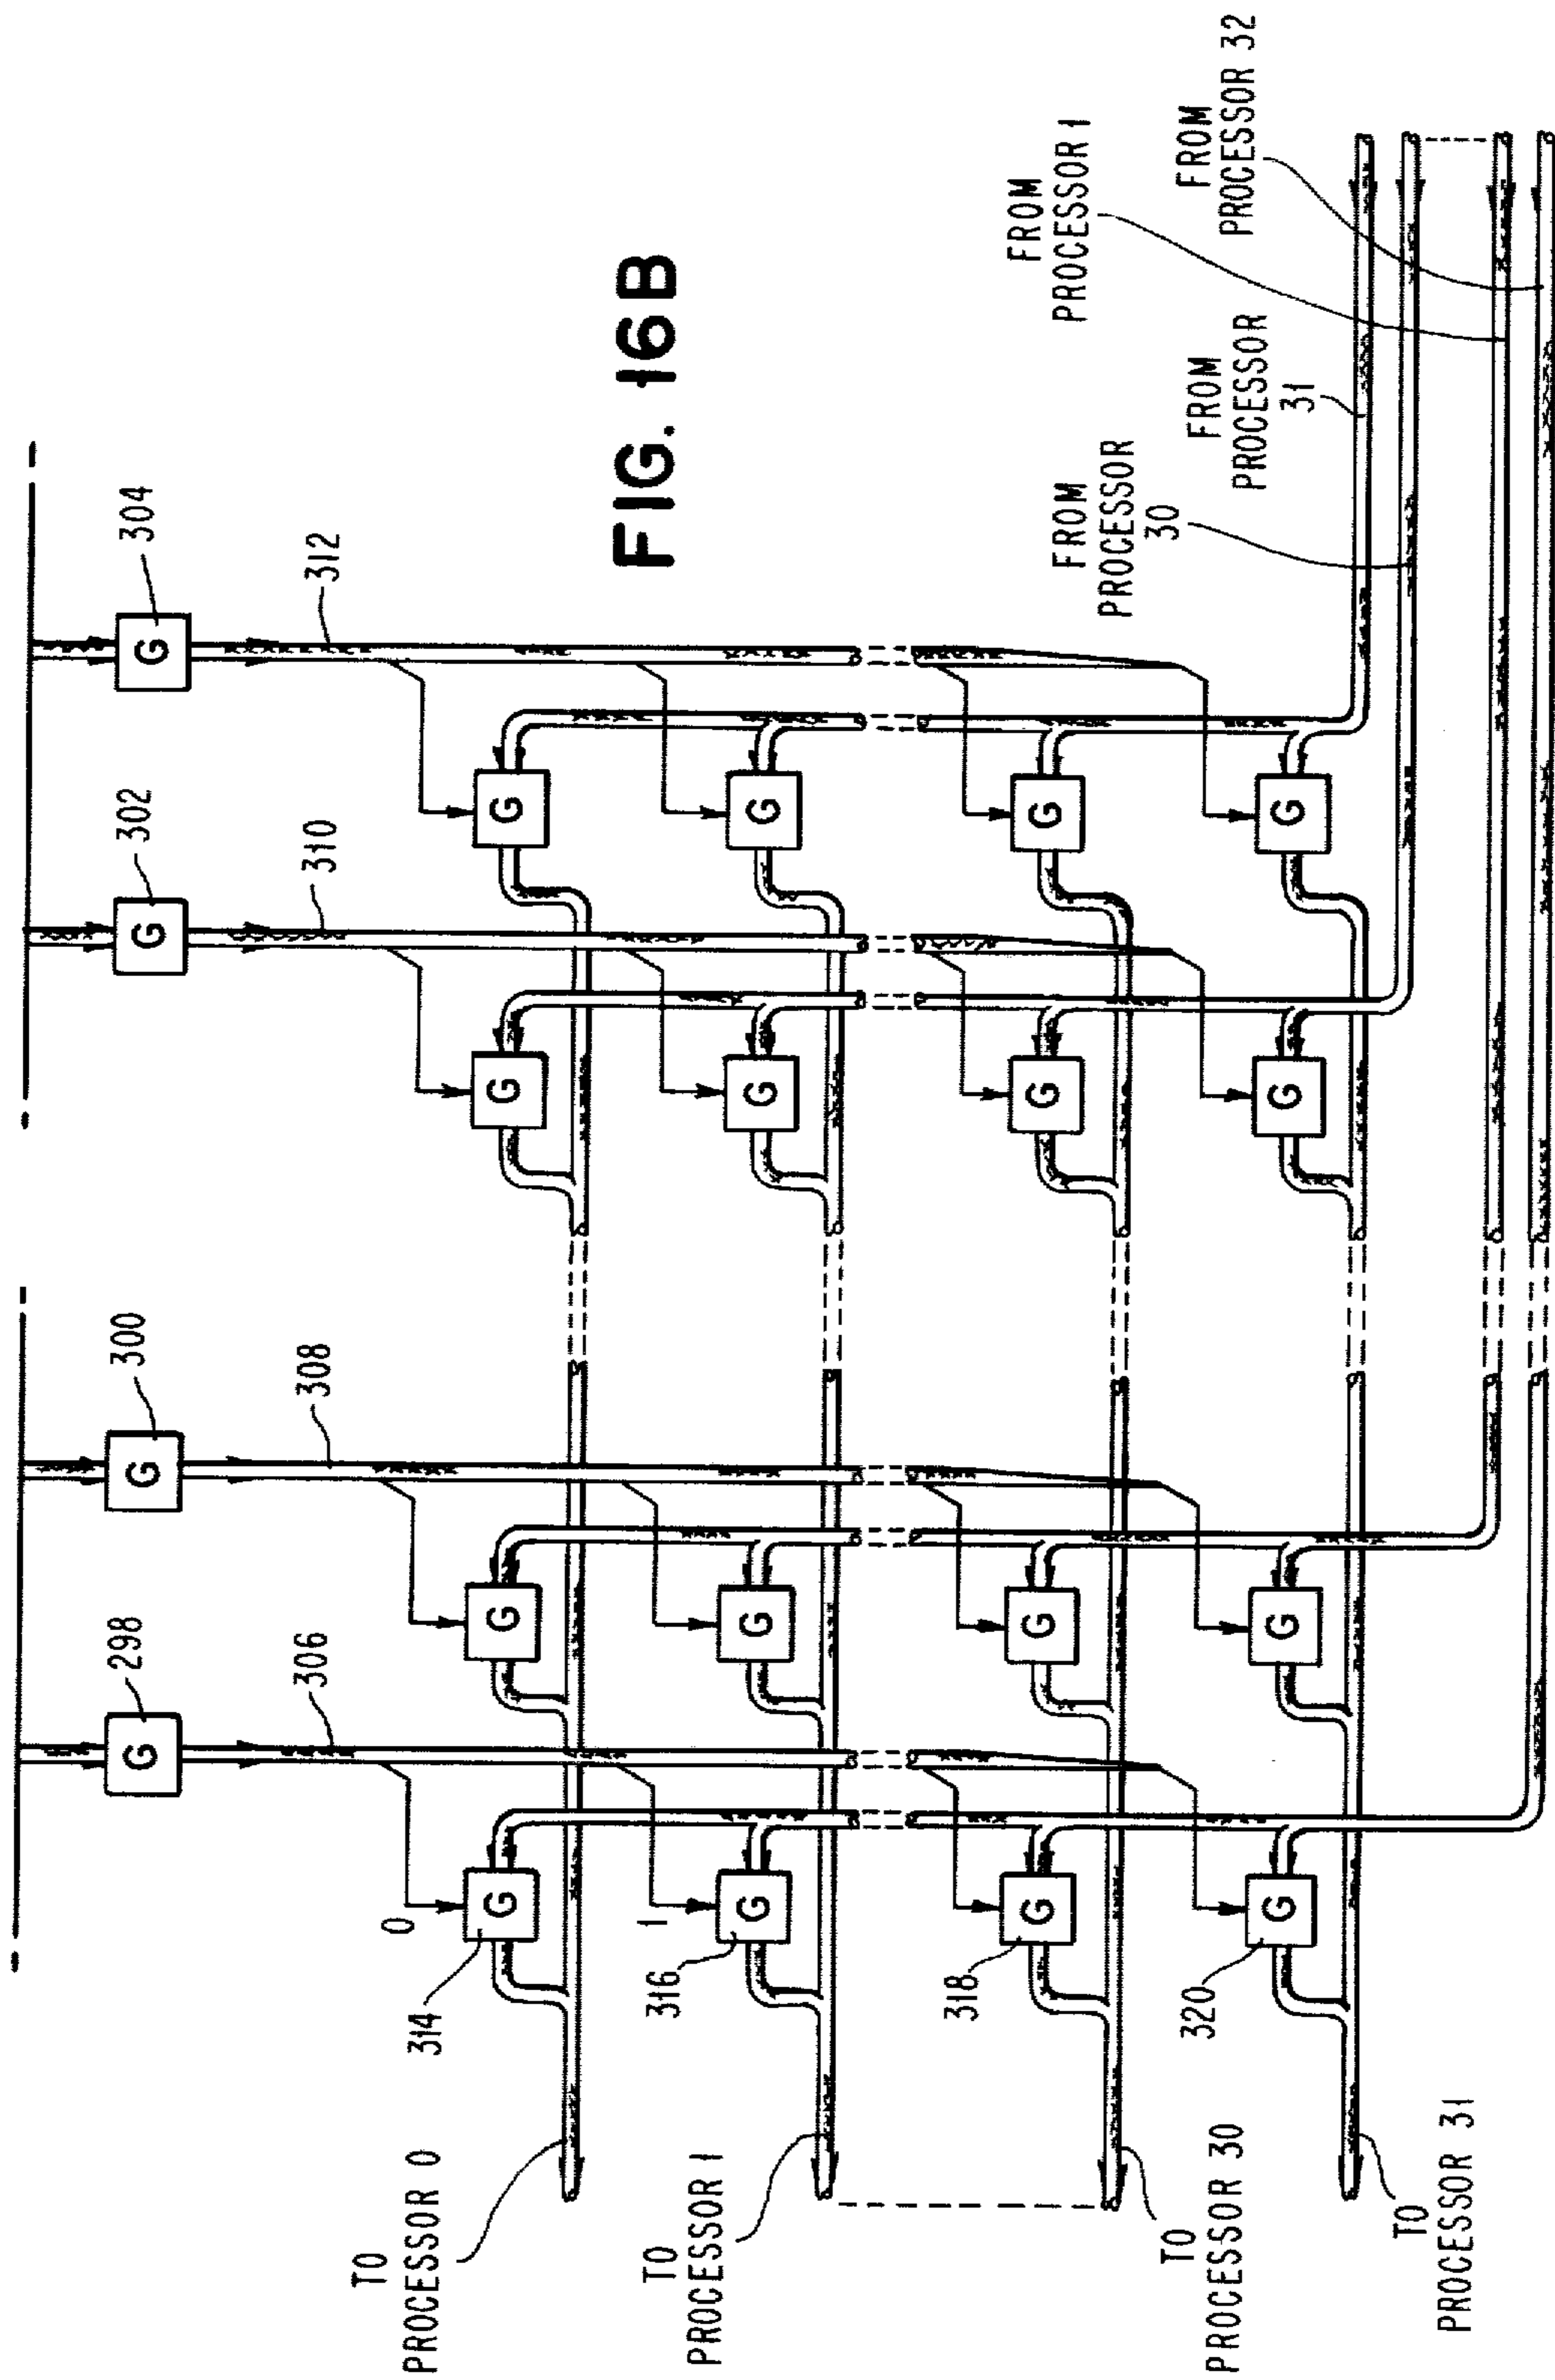 FIG. 16B
298
300
302
304
306
308
310
312
G
G
G
G
0
314
G
G
G
G
1
316
G
G
G
G
318
G
G
G
G
320
G
G
G
G
TO
PROCESSOR 0
TO
PROCESSOR 1
TO
PROCESSOR 30
TO
PROCESSOR 31
FROM
PROCESSOR
30
FROM
PROCESSOR
31
FROM
PROCESSOR 1
FROM
PROCESSOR 32